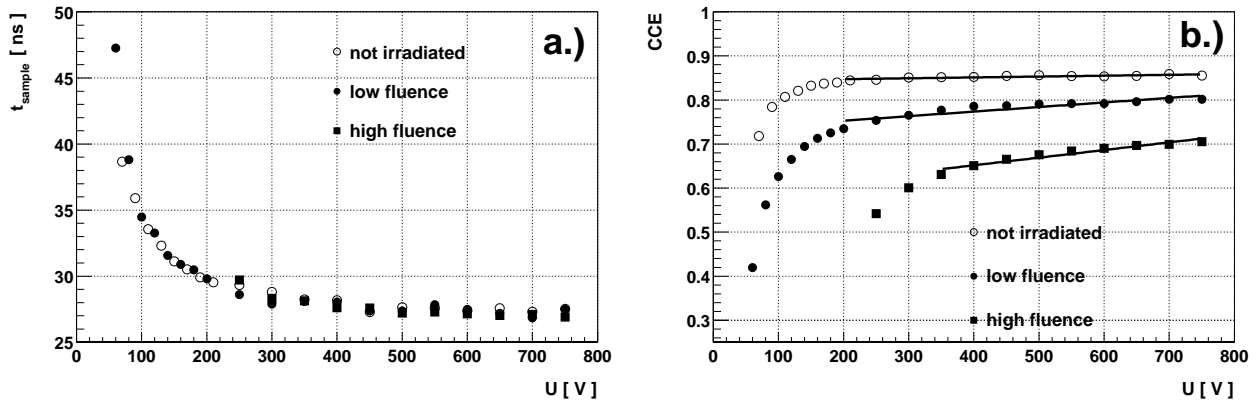 t_sample [ ns ]
50
45
40
35
30
25
0
100
200
300
400
500
600
700
800
U [ V ]
a.)
not irradiated
low fluence
high fluence
CCE
1
0.9
0.8
0.7
0.6
0.5
0.4
0.3
0
100
200
300
400
500
600
700
800
U [ V ]
b.)
not irradiated
low fluence
high fluence